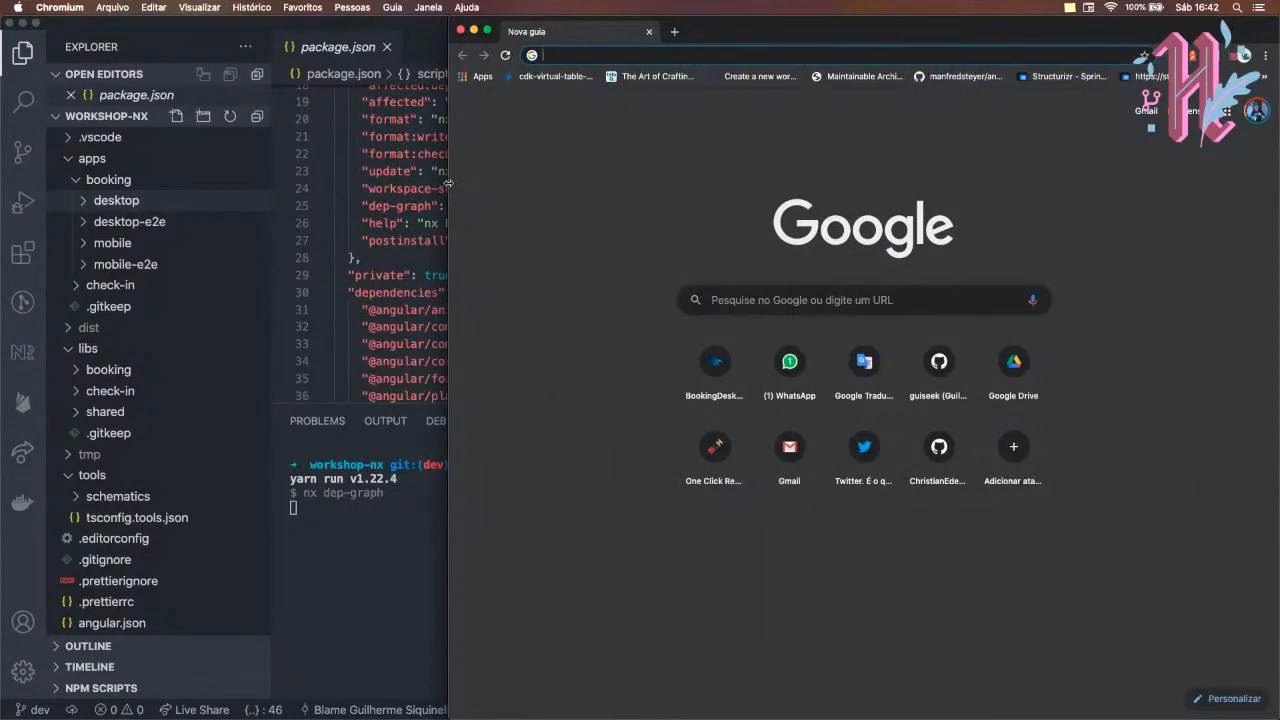 Chromium Arquivo Editar Visualizar Histórico Favoritos Pessoas Guia Janela Ajuda
100% Sáb 16:42
EXPLORER
OPEN EDITORS
package.json
WORKSHOP-NX
.vscode
apps
booking
desktop
desktop-e2e
mobile
mobile-e2e
check-in
.gitkeep
dist
libs
booking
check-in
shared
.gitkeep
tmp
tools
schematics
tsconfig.tools.json
.editorconfig
.gitignore
.prettierignore
.prettierrc
angular.json
OUTLINE
TIMELINE
NPM SCRIPTS
package.json
package.json > {} script
19 "affected": "
20 "format": "nx
21 "format:write
22 "format:check
23 "update": "nx
24 "workspace-s
25 "dep-graph":
26 "help": "nx h
27 "postinstall"
28 },
29 "private": true
30 "dependencies"
31 "@angular/an
32 "@angular/co
33 "@angular/co
34 "@angular/co
35 "@angular/fo
36 "@angular/pl
PROBLEMS OUTPUT DEB
→ workshop-nx git:(dev)
yarn run v1.22.4
$ nx dep-graph
dev 0 0 Live Share {..} : 46 Blame Guilherme Siquinel
Nova guia
Apps cdk-virtual-table-... The Art of Craftin... Create a new wor... Maintainable Archi... manfredsteyer/an... Structurizr - Sprin...
Gmail
Google
Pesquise no Google ou digite um URL
BookingDesk... (1) WhatsApp Google Tradu... guiseek (Guil... Google Drive
One Click Re... Gmail Twitter. É o q... ChristianEde... Adicionar ata...
Personalizar